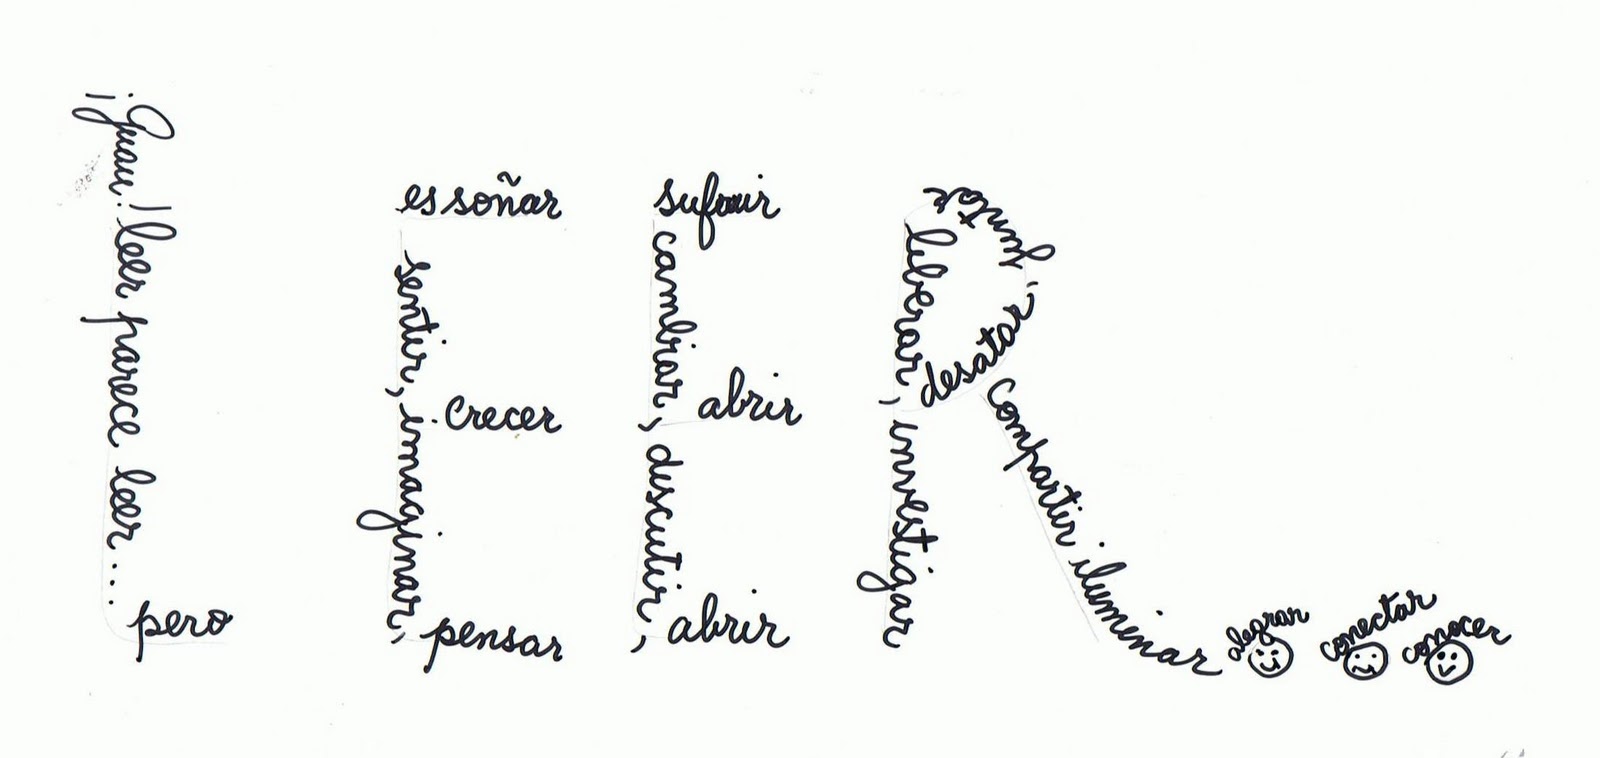 ¡Guau! leer parece leer...
pero
es soñar
sentir, imaginar,
crecer
pensar
sufrir
cambiar, discutir,
abrir
abrir
liberar, investigar
juntar,
desatar
compartir iluminar
alegrar
conectar
conocer